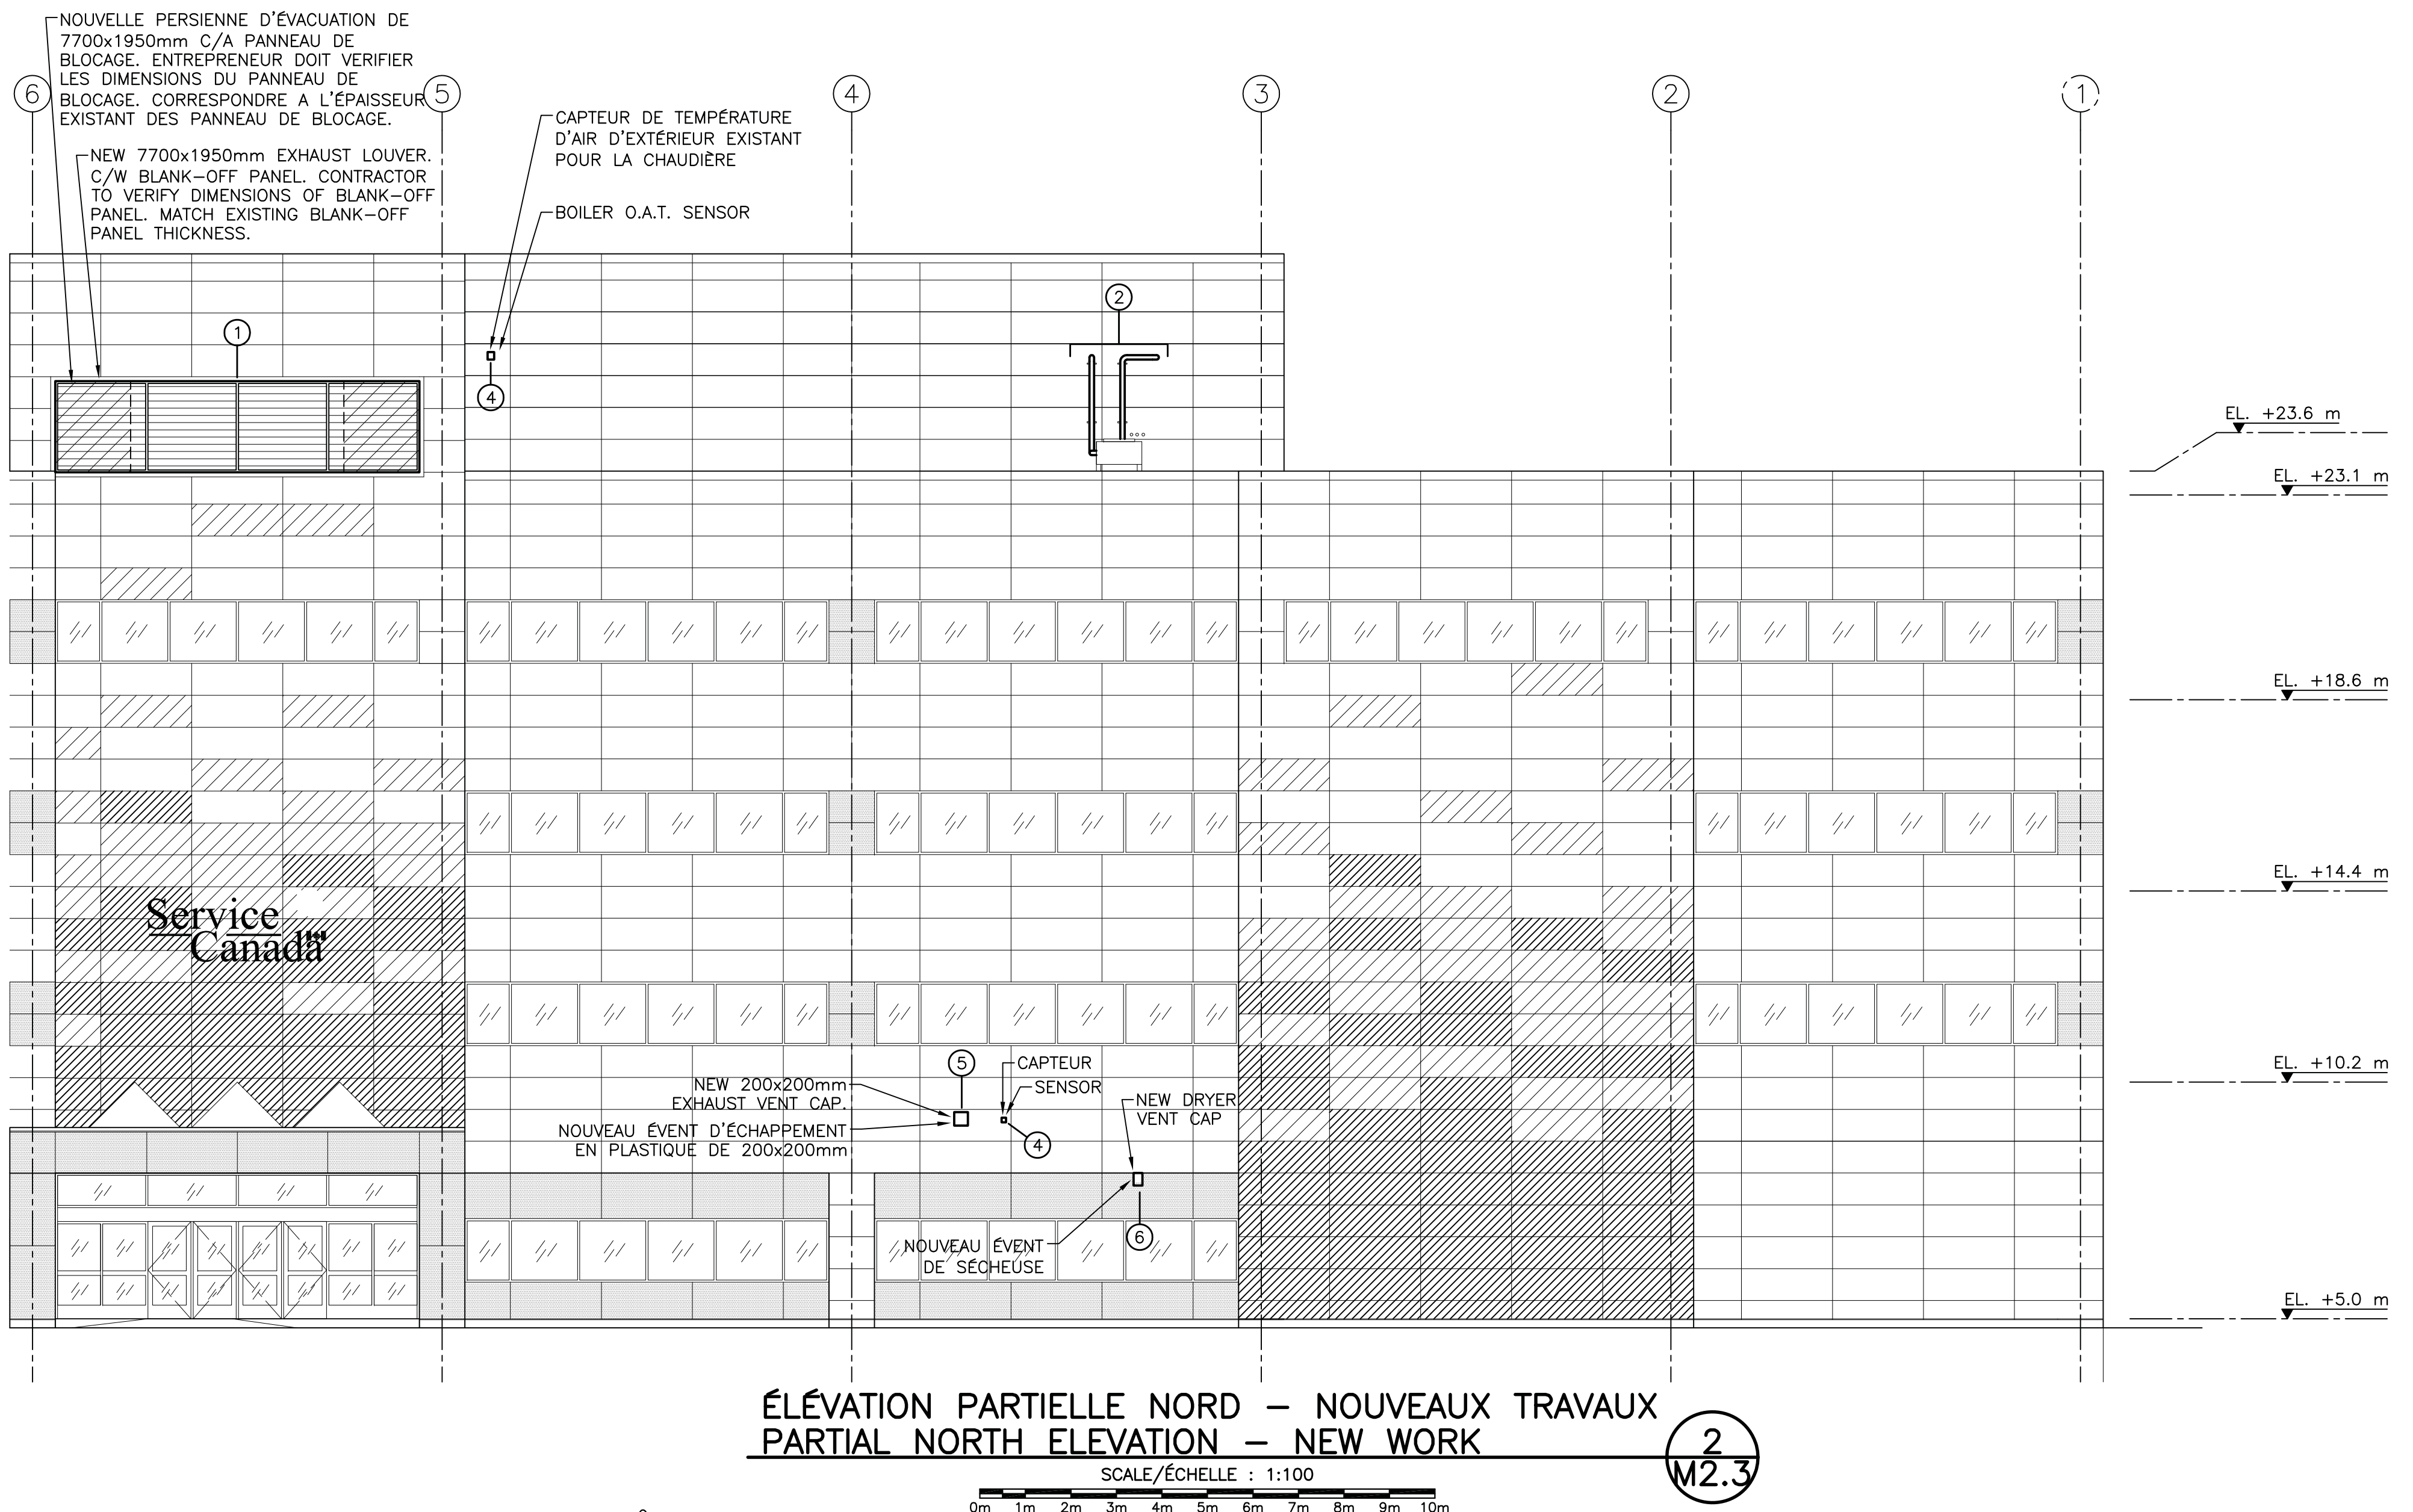 NOUVELLE PERSIENNE D'ÉVACUATION DE
7700x1950mm C/A PANNEAU DE
BLOCAGE. ENTREPRENEUR DOIT VERIFIER
LES DIMENSIONS DU PANNEAU DE
BLOCAGE. CORRESPONDRE A L'ÉPAISSEUR
EXISTANT DES PANNEAU DE BLOCAGE.
NEW 7700x1950mm EXHAUST LOUVER.
C/W BLANK-OFF PANEL. CONTRACTOR
TO VERIFY DIMENSIONS OF BLANK-OFF
PANEL. MATCH EXISTING BLANK-OFF
PANEL THICKNESS.
6
5
4
3
2
1
CAPTEUR DE TEMPÉRATURE
D'AIR D'EXTÉRIEUR EXISTANT
POUR LA CHAUDIÈRE
BOILER O.A.T. SENSOR
1
4
2
EL. +23.6 m
EL. +23.1 m
EL. +18.6 m
EL. +14.4 m
EL. +10.2 m
EL. +5.0 m
Service
Canada
NEW 200x200mm
EXHAUST VENT CAP.
NOUVEAU ÉVENT D'ÉCHAPPEMENT
EN PLASTIQUE DE 200x200mm
5
CAPTEUR
SENSOR
4
NEW DRYER
VENT CAP
6
NOUVEAU ÉVENT
DE SÉCHEUSE
ÉLÉVATION PARTIELLE NORD - NOUVEAUX TRAVAUX
PARTIAL NORTH ELEVATION - NEW WORK
2
M2.3
SCALE/ÉCHELLE : 1:100
0m 1m 2m 3m 4m 5m 6m 7m 8m 9m 10m